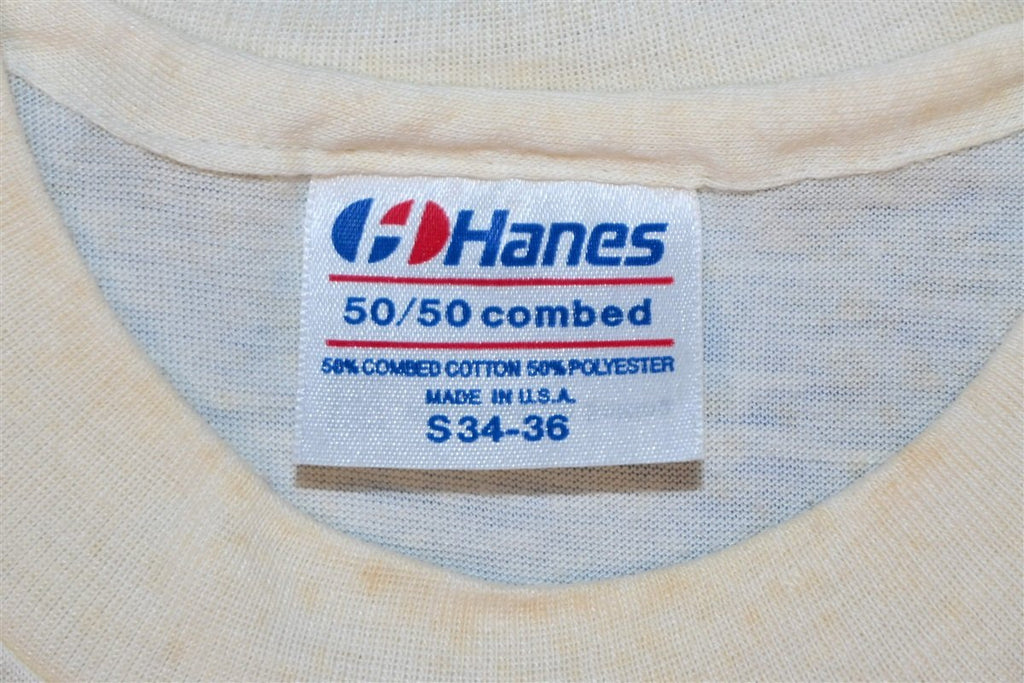 Hanes
50/50 combed
50% COMBED COTTON 50% POLYESTER
MADE IN U.S.A.
S 34-36